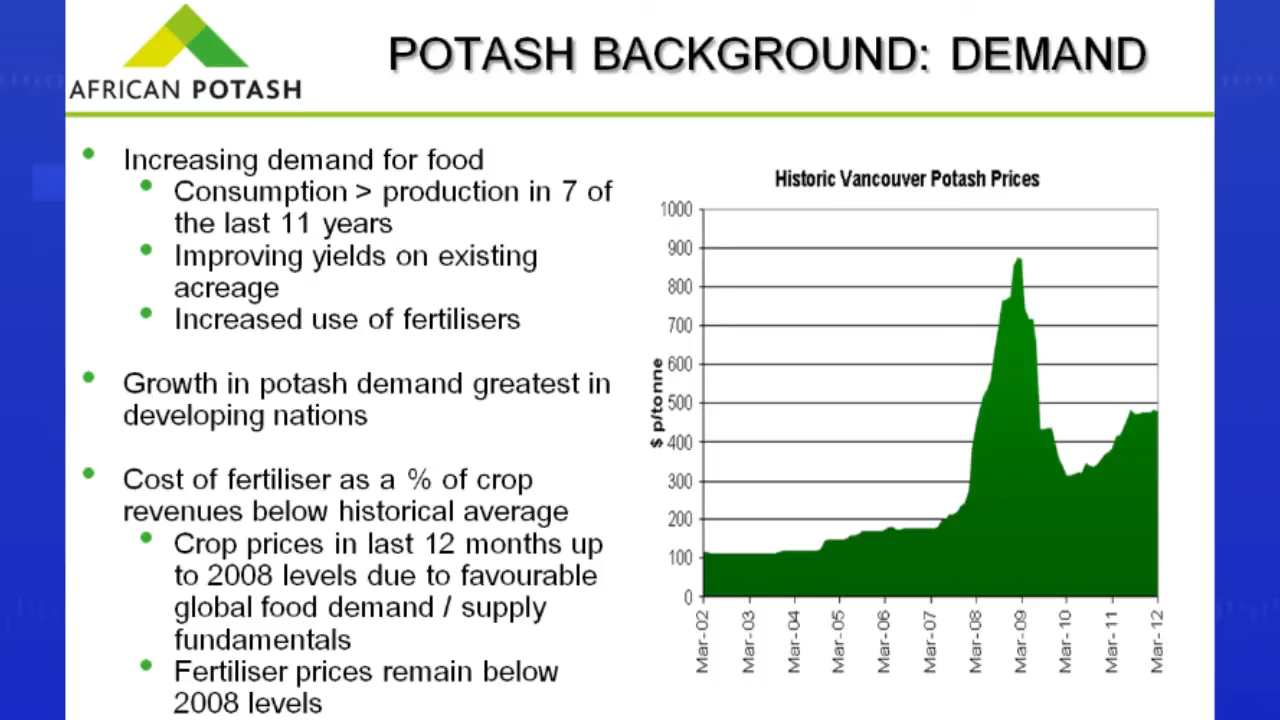 AFRICAN POTASH
POTASH BACKGROUND: DEMAND
• Increasing demand for food
• Consumption > production in 7 of
the last 11 years
• Improving yields on existing
acreage
• Increased use of fertilisers
• Growth in potash demand greatest in
developing nations
• Cost of fertiliser as a % of crop
revenues below historical average
• Crop prices in last 12 months up
to 2008 levels due to favourable
global food demand / supply
fundamentals
• Fertiliser prices remain below
2008 levels
Historic Vancouver Potash Prices
$ p/tonne
1000
900
800
700
600
500
400
300
200
100
0
Mar-02
Mar-03
Mar-04
Mar-05
Mar-06
Mar-07
Mar-08
Mar-09
Mar-10
Mar-11
Mar-12